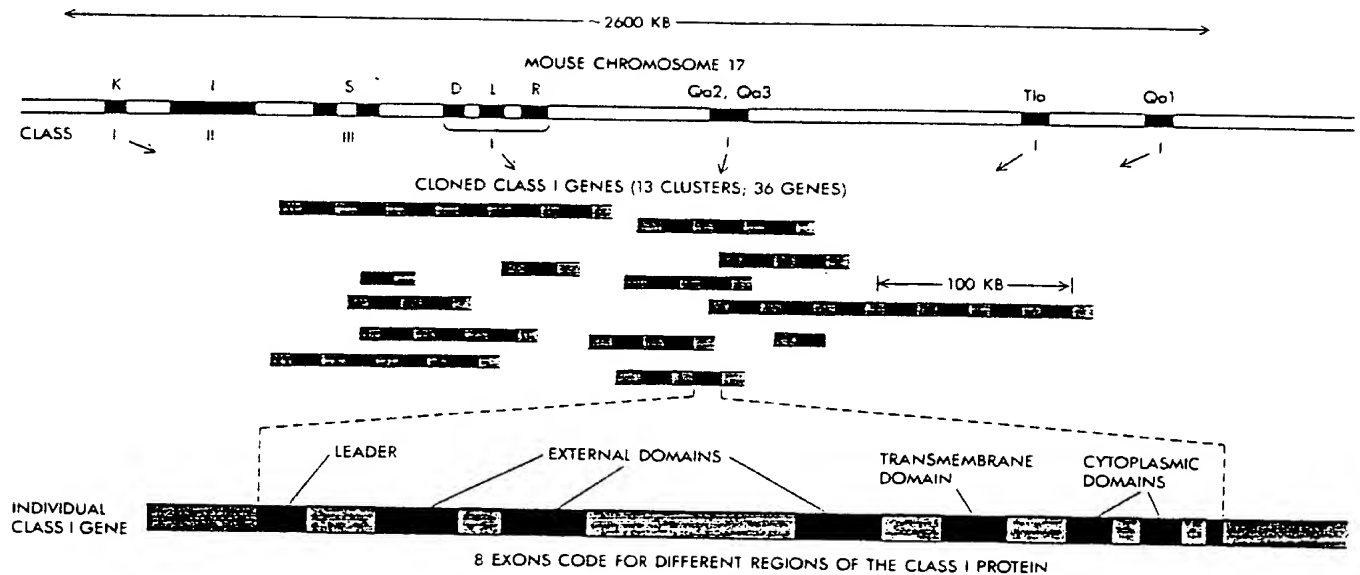 ~2600 KB
MOUSE CHROMOSOME 17
K I S D L R Qa2, Qa3 Tla Qa1
CLASS I II III I I I I
CLONED CLASS I GENES (13 CLUSTERS; 36 GENES)
100 KB
LEADER
EXTERNAL DOMAINS
TRANSMEMBRANE
DOMAIN
CYTOPLASMIC
DOMAINS
INDIVIDUAL
CLASS I GENE
8 EXONS CODE FOR DIFFERENT REGIONS OF THE CLASS I PROTEIN